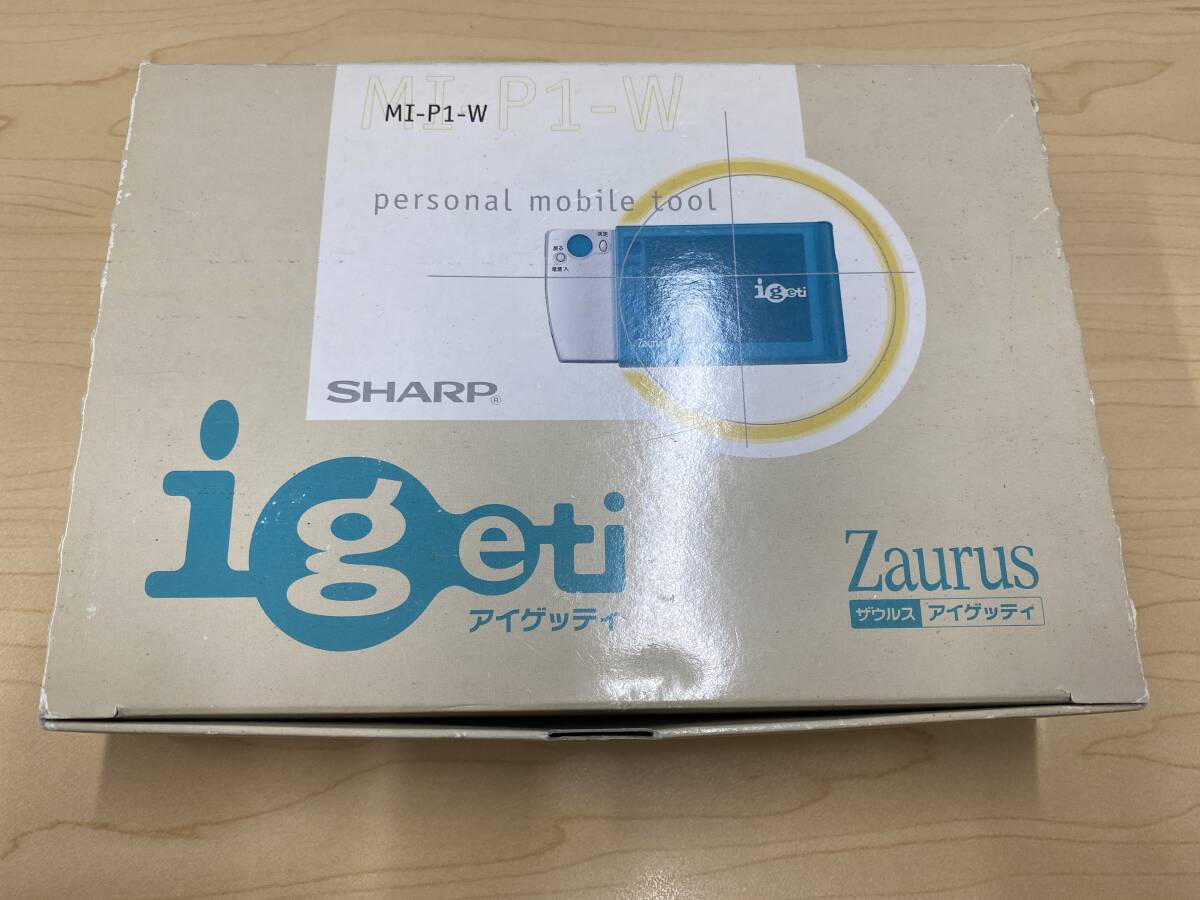 MI-P1-W
MI-P1-W
personal mobile tool
決定
戻る
電源 入
igeti
Zaurus
SHARP®
igeti
アイゲッティ
Zaurus
ザウルス アイゲッティ